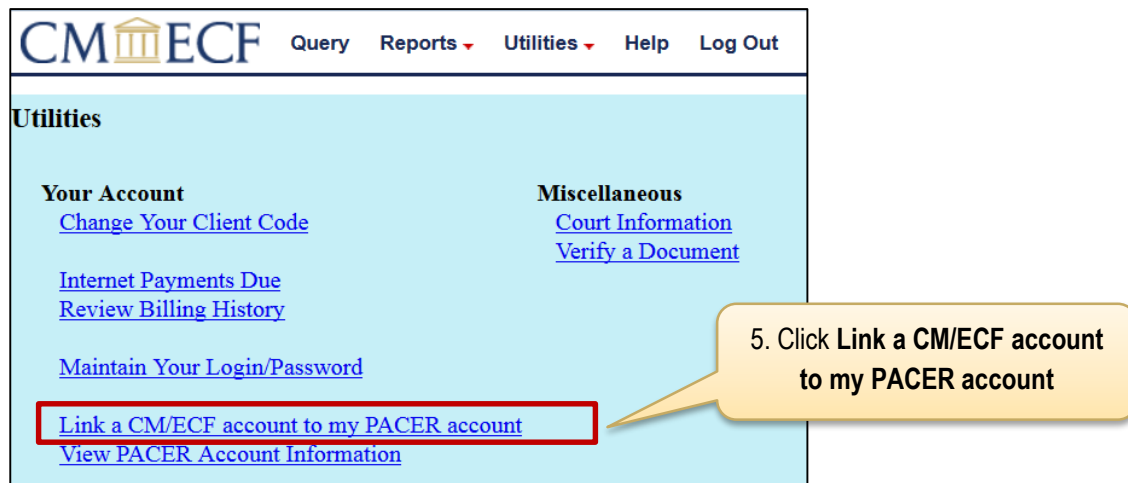 CM ECF Query Reports Utilities Help Log Out
Utilities
Your Account
Change Your Client Code
Internet Payments Due
Review Billing History
Maintain Your Login/Password
Link a CM/ECF account to my PACER account
View PACER Account Information
Miscellaneous
Court Information
Verify a Document
5. Click Link a CM/ECF account
to my PACER account